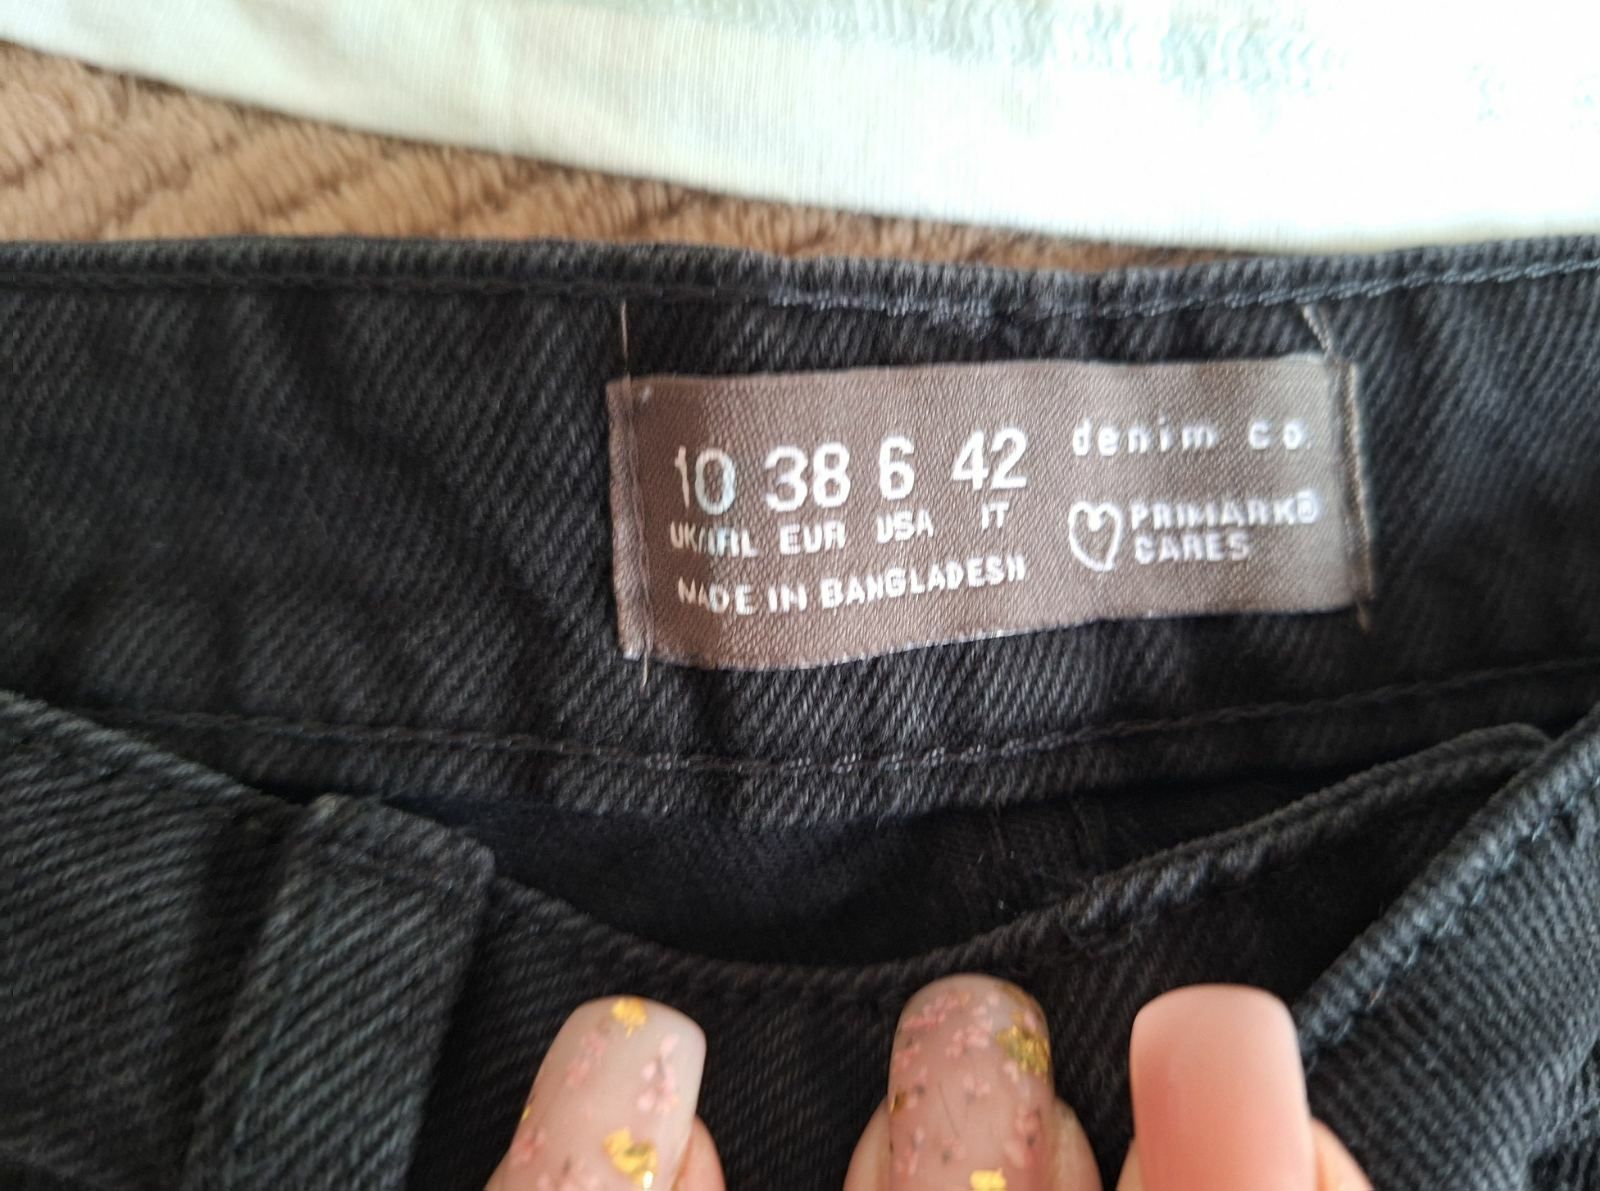 10 38 6 42
UK/IRL EUR USA IT
MADE IN BANGLADESH
denim co.
PRIMARK®
CARES